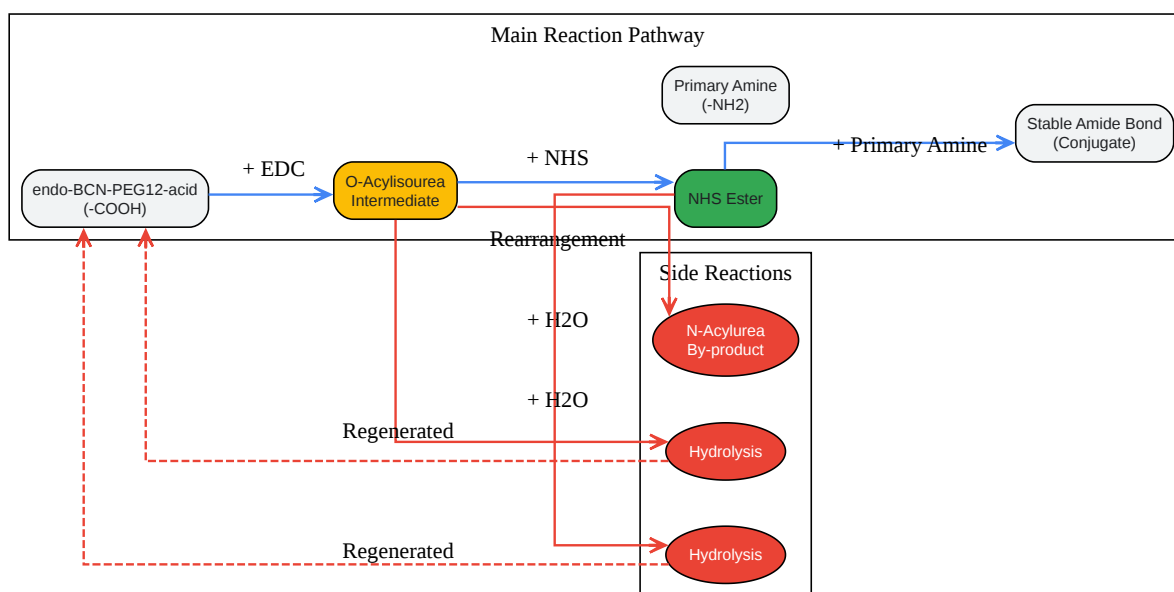 Main Reaction Pathway
Primary Amine
(-NH2)
Stable Amide Bond
(Conjugate)
+ Primary Amine
+ EDC
+ NHS
endo-BCN-PEG12-acid
(-COOH)
O-Acylisourea
Intermediate
NHS Ester
Rearrangement
Side Reactions
+ H2O
N-Acylurea
By-product
+ H2O
Regenerated
Hydrolysis
Regenerated
Hydrolysis